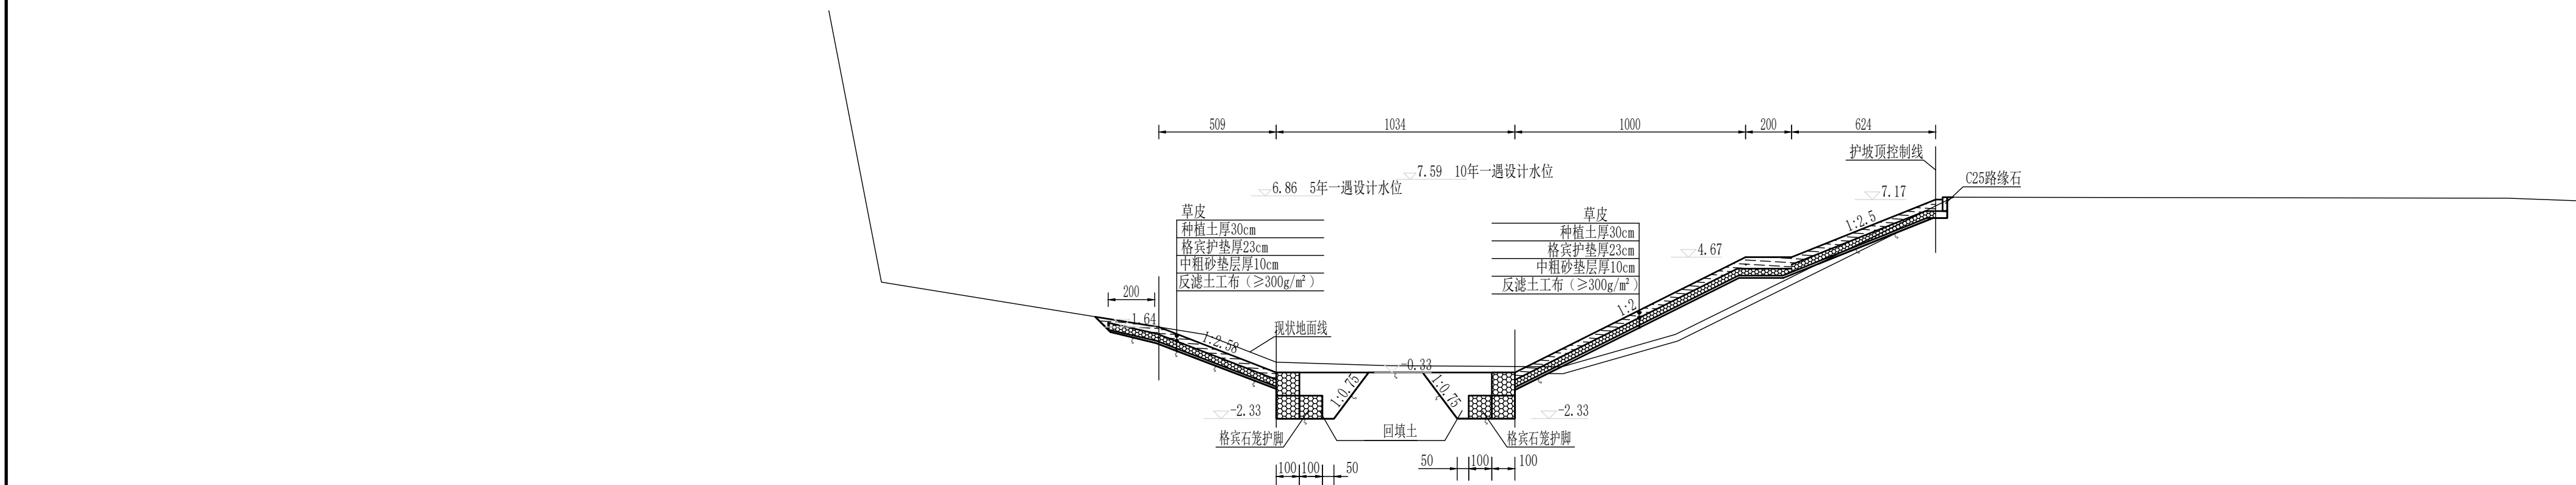 509
1034
1000
200
624
护坡顶控制线
C25路缘石
7.59 10年一遇设计水位
6.86 5年一遇设计水位
7.17
草皮
种植土厚30cm
格宾护垫厚23cm
中粗砂垫层厚10cm
反滤土工布（≥300g/m²）
草皮
种植土厚30cm
格宾护垫厚23cm
中粗砂垫层厚10cm
反滤土工布（≥300g/m²）
1:2.5
4.67
200
1.64
1:2.58
现状地面线
1:2
-0.33
1:0.75
1:0.75
-2.33
-2.33
格宾石笼护脚
回填土
格宾石笼护脚
100
100
50
50
100
100